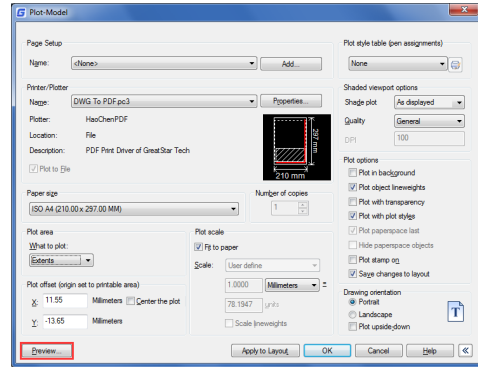 Plot-Model
Page Setup
Name: <None> Add...
Plot style table (pen assignments)
None
Printer/Plotter
Name: DWG To PDF.pc3 Properties...
Plotter: HaoChenPDF
Location: File
Description: PDF Print Driver of GreatStar Tech
Plot to File
297 mm
210 mm
Shaded viewport options
Shade plot As displayed
Quality General
DPI 100
Paper size
ISO A4 (210.00 x 297.00 MM)
Number of copies
1
Plot options
Plot in background
Plot object lineweights
Plot with transparency
Plot with plot styles
Plot paperspace last
Hide paperspace objects
Plot stamp on
Save changes to layout
Plot area
What to plot:
Extents
Plot scale
Fit to paper
Scale: User define
1.0000 Millimeters =
78.1947 units
Scale lineweights
Plot offset (origin set to printable area)
X: 11.55 Millimeters Center the plot
Y: -13.65 Millimeters
Drawing orientation
Portrait
Landscape
Plot upside-down
T
Preview... Apply to Layout OK Cancel Help